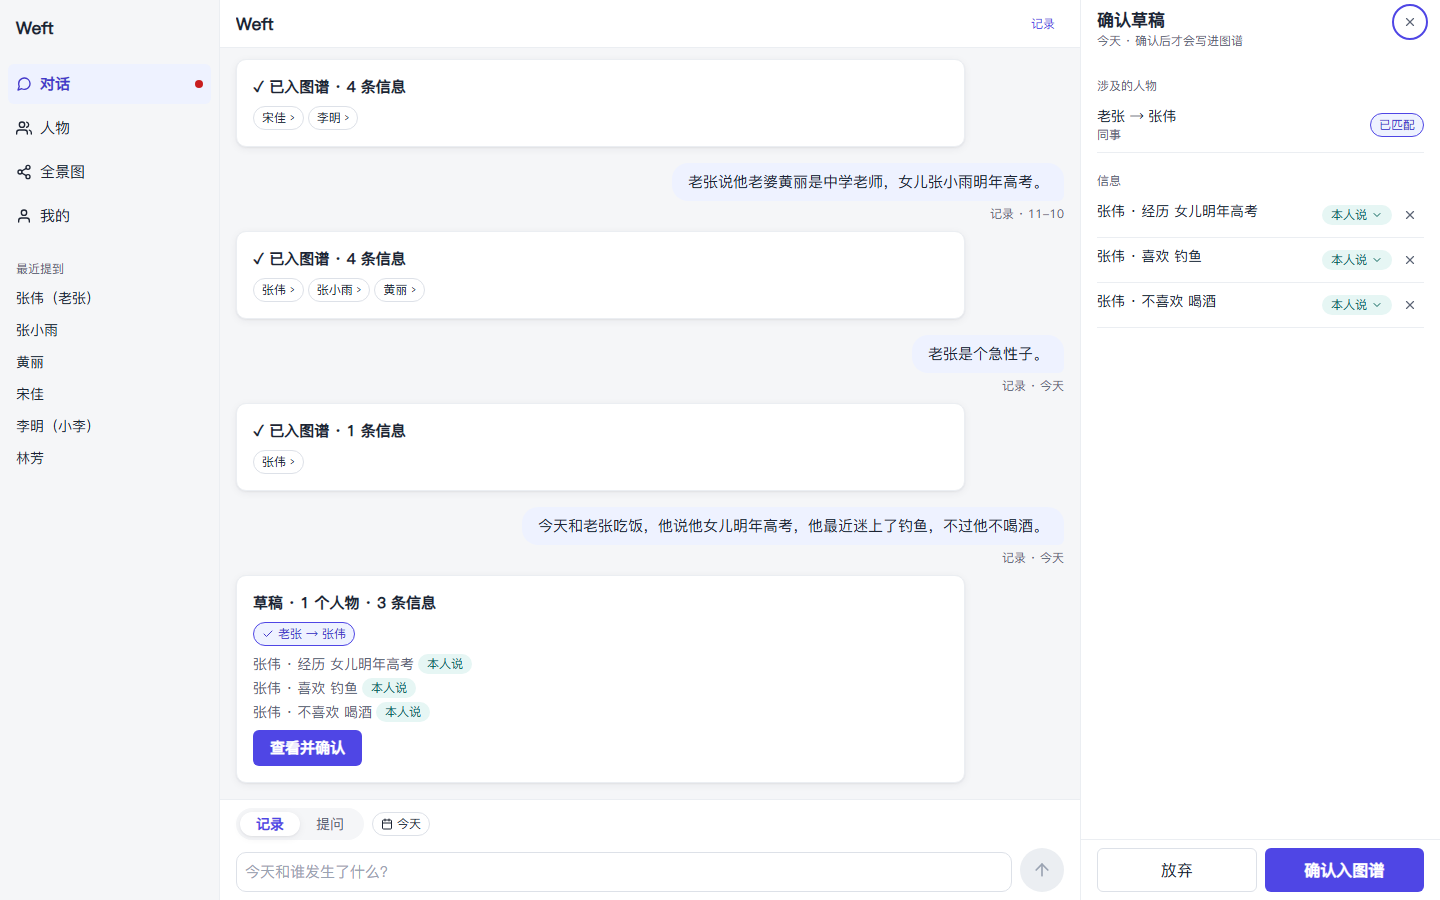 Weft
对话
人物
全景图
我的
最近提到
张伟（老张）
张小雨
黄丽
宋佳
李明（小李）
林芳
Weft
记录
✓ 已入图谱 · 4 条信息
宋佳 ›
李明 ›
老张说他老婆黄丽是中学老师，女儿张小雨明年高考。
记录 · 11-10
✓ 已入图谱 · 4 条信息
张伟 ›
张小雨 ›
黄丽 ›
老张是个急性子。
记录 · 今天
✓ 已入图谱 · 1 条信息
张伟 ›
今天和老张吃饭，他说他女儿明年高考，他最近迷上了钓鱼，不过他不喝酒。
记录 · 今天
草稿 · 1 个人物 · 3 条信息
✓ 老张 → 张伟
张伟 · 经历 女儿明年高考 本人说
张伟 · 喜欢 钓鱼 本人说
张伟 · 不喜欢 喝酒 本人说
查看并确认
记录
提问
今天
今天和谁发生了什么？
确认草稿
今天 · 确认后才会写进图谱
涉及的人物
老张 → 张伟
同事
已匹配
信息
张伟 · 经历 女儿明年高考 本人说
张伟 · 喜欢 钓鱼 本人说
张伟 · 不喜欢 喝酒 本人说
放弃
确认入图谱